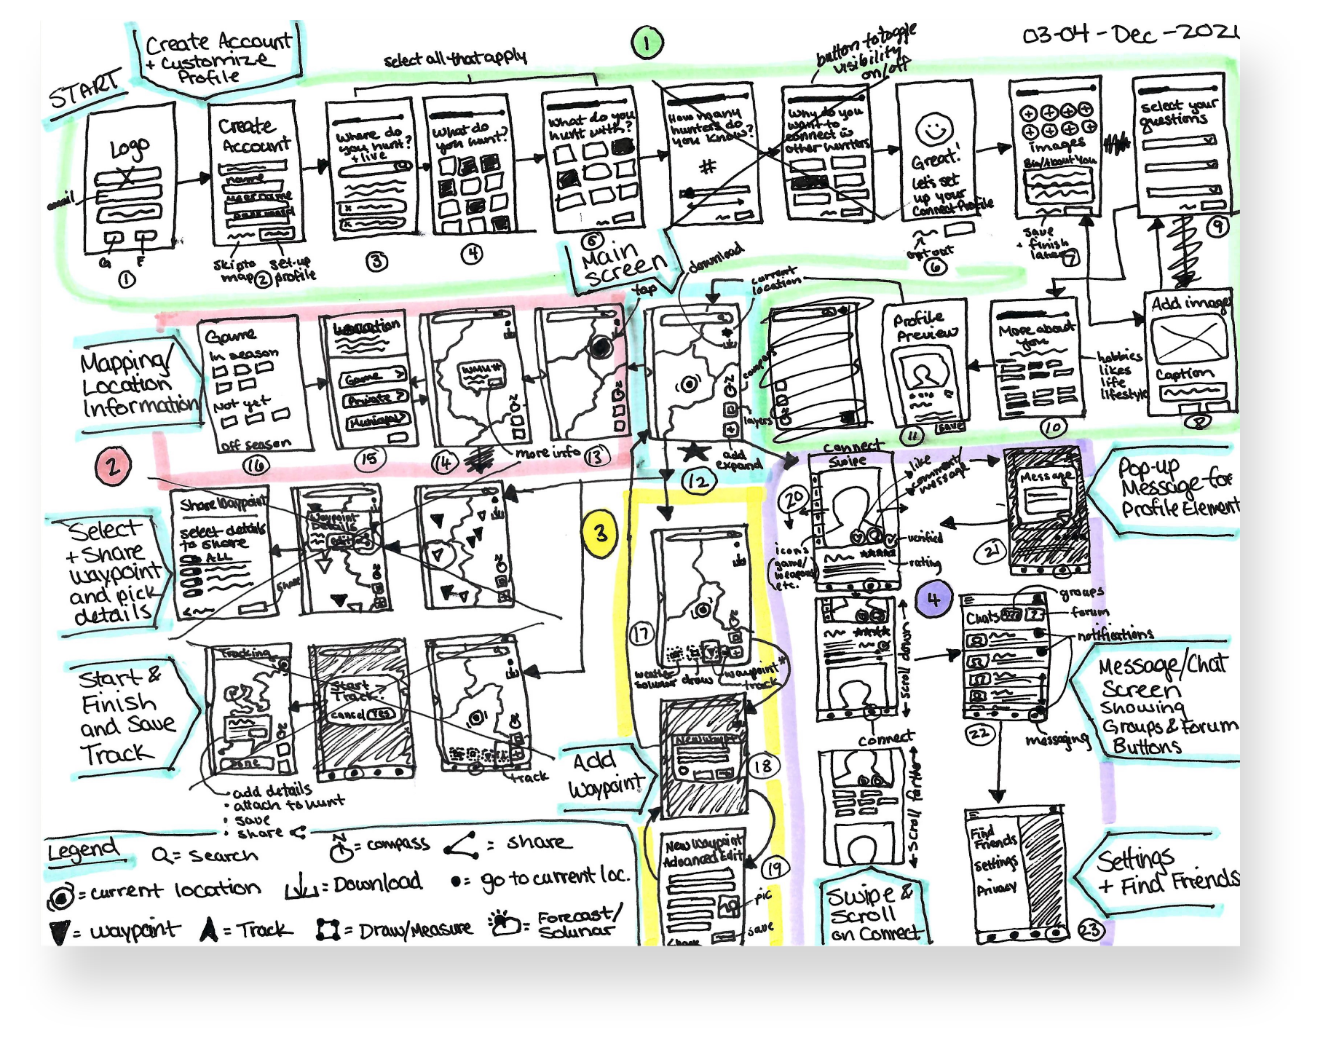 START
Create Account
+ Customize
Profile
select all that apply
1
button to toggle
visibility
on/off
03-04-Dec-202
Logo
email
G
F
1
Create
Account
name
username
password
skip to
map
2
set-up
profile
Where do
you hunt?
+ live
3
What do
you hunt?
4
What do you
hunt with?
5
How many
hunters do
you know?
#
Why do you
want to
connect w
other hunters
Great!
Let's set
up your
Connect Profile
opt out
6
images
Bio/About You
save
+ finish
later
7
Select your
questions
9
Main
Screen
tap
download
current
location
compass
layers
add
expand
12
Mapping/
Location
Information
2
Game
In season
Not yet
Off season
16
Information
Game >
Private >
Municipal >
15
14
more info
13
Profile
Preview
save
11
More about
you
hobbies
likes
life
lifestyle
10
Add image
Caption
8
Select
+ Share
waypoint
and pick
details
Share Waypoint
select details
to share
ALL
share
Waypoint
Details
3
Start &
Finish
and Save
Track
Tracking
Done
Start
Track?
cancel
Yes
track
add details
• attach to hunt
• save
• share
17
weather
solunar
draw
waypoint
track
Add
Waypoint
New Waypt
18
New Waypoint
Advanced Edit
19
pic
save
Connect
Swipe
20
like
comment/
message
icons
game/
weapons
etc.
verified
rating
4
Message
21
Pop-up
Message for
Profile Element
scroll down
connect
scroll further
Swipe &
Scroll
on Connect
groups
forum
Chats
notifications
22
messaging
Message/Chat
Screen
Showing
Groups & Forum
Buttons
Find
Friends
Settings
Privacy
23
Settings
+ Find Friends
Legend
= Search
N
= compass
= share
= current location
= Download
= go to current loc.
= waypoint
= Track
= Draw/Measure
= Forecast/
Solunar